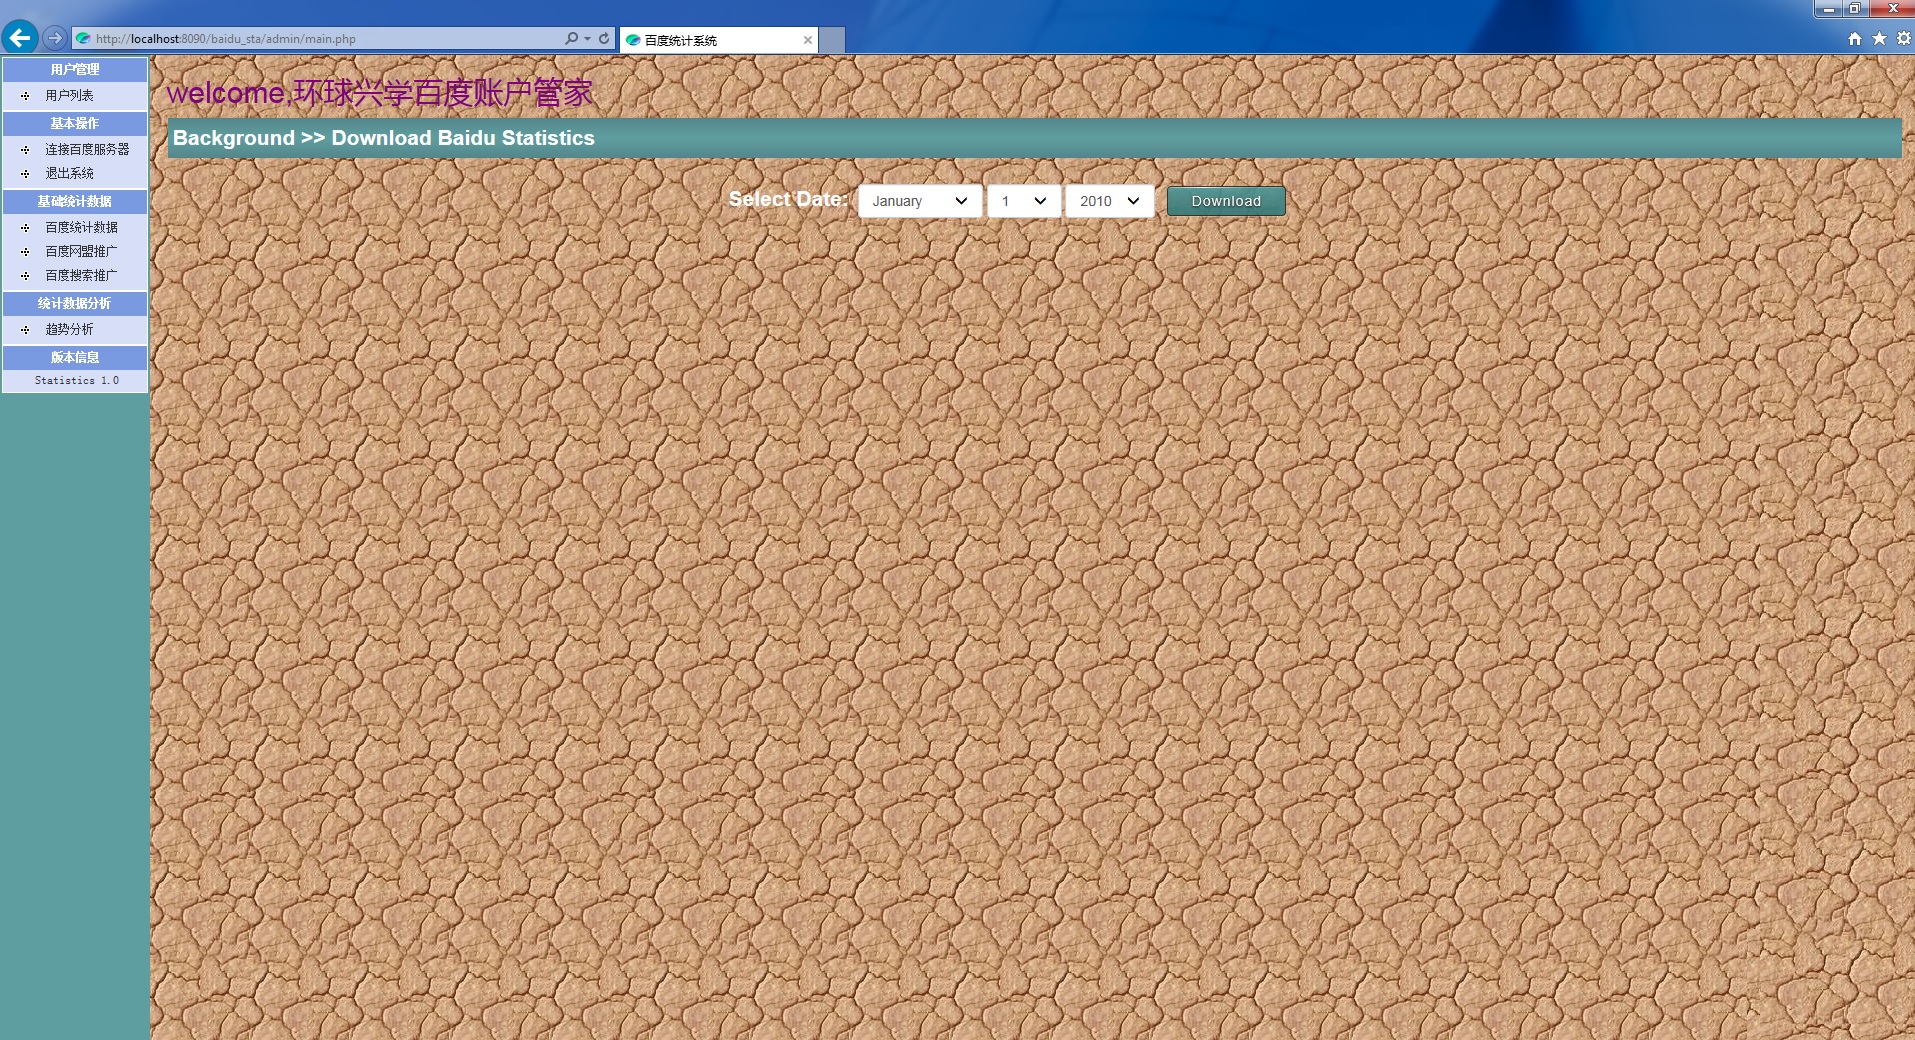 http://localhost:8090/baidu_sta/admin/main.php
百度统计系统
用户管理
用户列表
基本操作
连接百度服务器
退出系统
基础统计数据
百度统计数据
百度网盟推广
百度搜索推广
统计数据分析
趋势分析
版本信息
Statistics 1.0
welcome,环球兴学百度账户管家
Background >> Download Baidu Statistics
Select Date: January 1 2010 Download